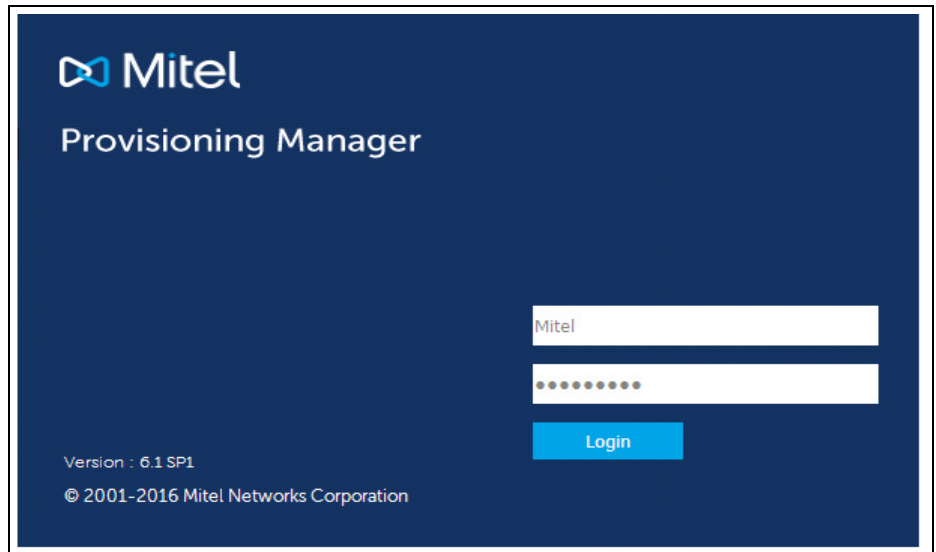 Mitel
Provisioning Manager
Mitel
●●●●●●●●●
Login
Version : 6.1 SP1
© 2001-2016 Mitel Networks Corporation